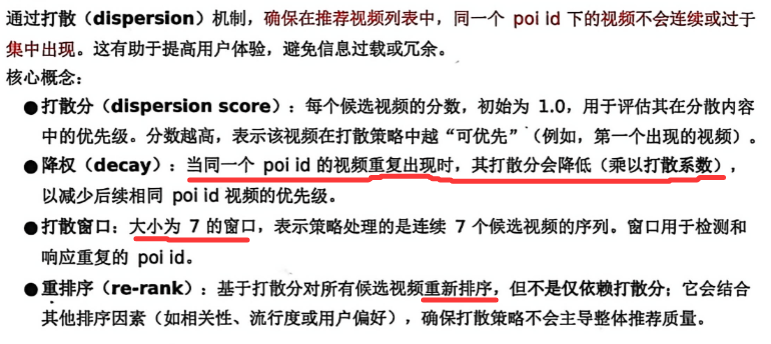 通过打散（dispersion）机制，确保在推荐视频列表中，同一个 poi id 下的视频不会连续或过于
集中出现。这有助于提高用户体验，避免信息过载或冗余。
核心概念：
●打散分（dispersion score）：每个候选视频的分数，初始为 1.0，用于评估其在分散内容
中的优先级。分数越高，表示该视频在打散策略中越“可优先”（例如，第一个出现的视频）。
●降权（decay）：当同一个 poi id 的视频重复出现时，其打散分会降低（乘以打散系数），
以减少后续相同 poi id 视频的优先级。
●打散窗口：大小为 7 的窗口，表示策略处理的是连续 7 个候选视频的序列。窗口用于检测和
响应重复的 poi id。
●重排序（re-rank）：基于打散分对所有候选视频重新排序，但不是仅依赖打散分；它会结合
其他排序因素（如相关性、流行度或用户偏好），确保打散策略不会主导整体推荐质量。